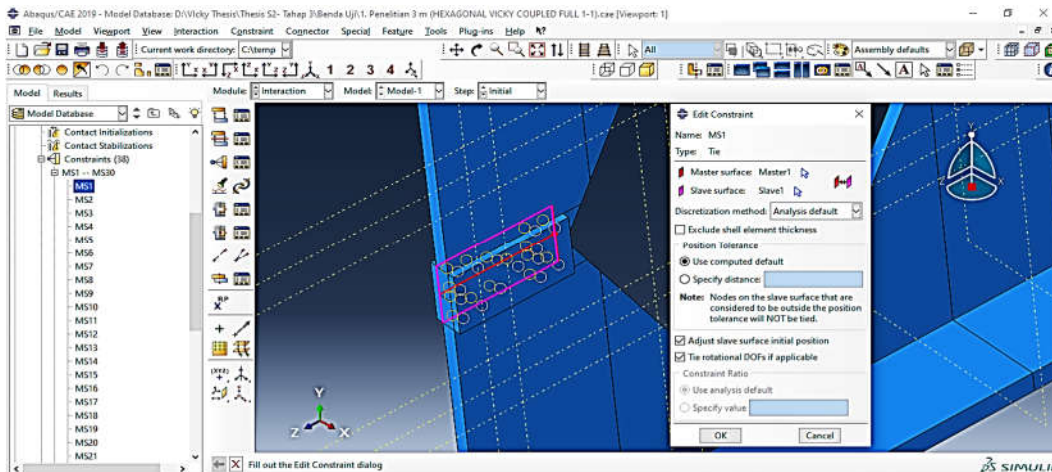 Abaqus/CAE 2019 - Model Database: D:\Vicky Thesis\Thesis S2- Tahap 3\Benda Uji\1. Penelitian 3 m (HEXAGONAL VICKY COUPLED FULL 1-1).cae [Viewport: 1]
File Model Viewport View Interaction Constraint Connector Special Feature Tools Plug-ins Help
Current work directory: C:\temp
All
Assembly defaults
1 2 3 4
A
Model Results
Module: Interaction Model: Model-1 Step: Initial
Model Database
Contact Initializations
Contact Stabilizations
Constraints (38)
MS1 -- MS30
MS1
MS2
MS3
MS4
MS5
MS6
MS7
MS8
MS9
MS10
MS11
MS12
MS13
MS14
MS15
MS16
MS17
MS18
MS19
MS20
MS21
RP
(XYZ)
Y
Z X
Edit Constraint
Name: MS1
Type: Tie
Master surface: Master1
Slave surface: Slave1
Discretization method: Analysis default
Exclude shell element thickness
Position Tolerance
Use computed default
Specify distance:
Note: Nodes on the slave surface that are
considered to be outside the position
tolerance will NOT be tied.
Adjust slave surface initial position
Tie rotational DOFs if applicable
Constraint Ratio
Use analysis default
Specify value
OK Cancel
Fill out the Edit Constraint dialog